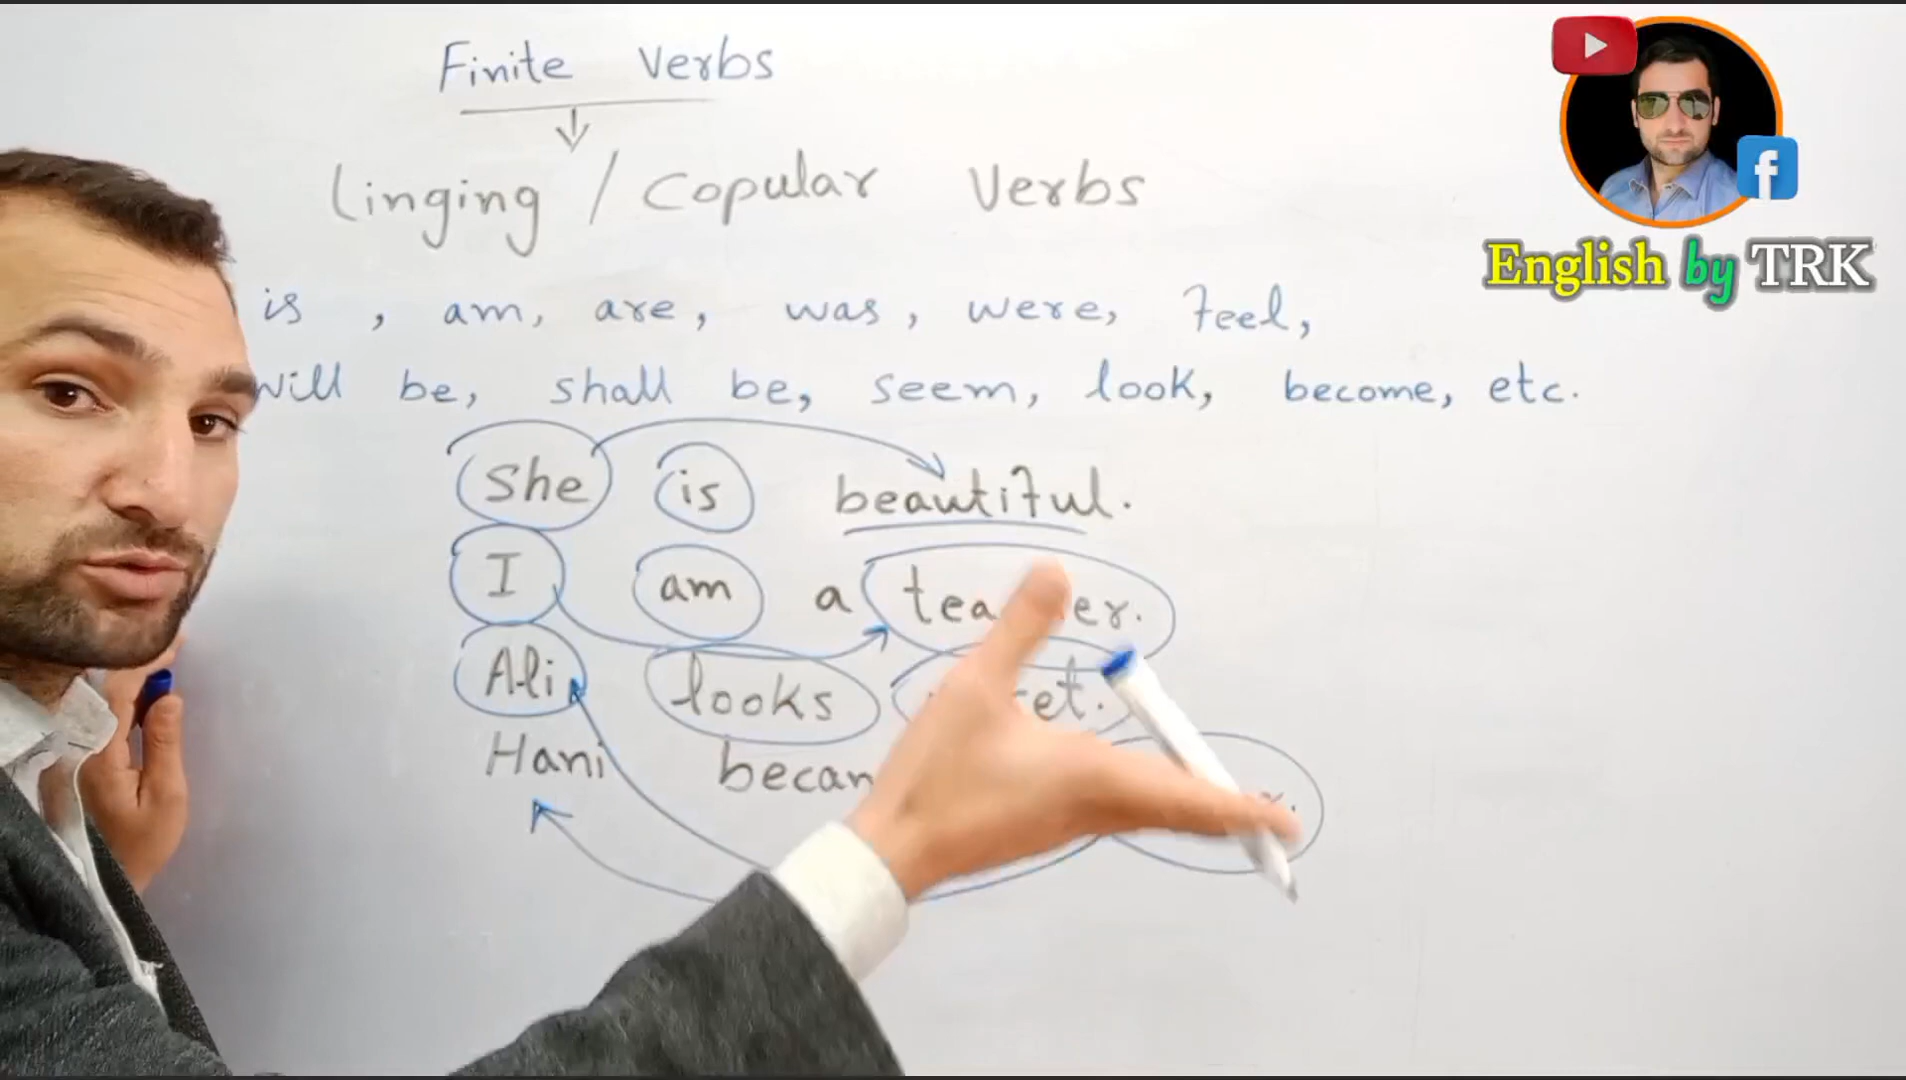 Finite Verbs
Linging / Copular Verbs
English by TRK
is, am, are, was, were, feel,
will be, shall be, seem, look, become, etc.
She is beautiful.
I am a teacher.
Ali looks
Hani